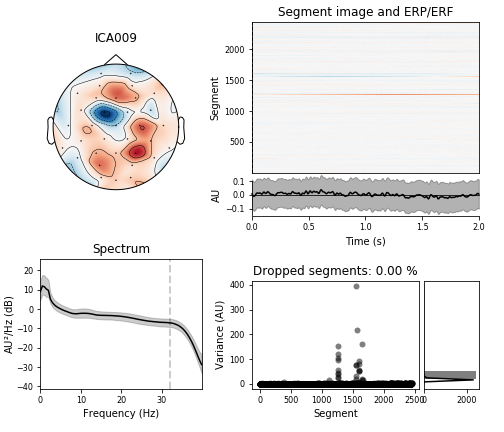 ICA009
Segment image and ERP/ERF
Segment
2000
1500
1000
500
AU
0.1
0.0
−0.1
0.0 0.5 1.0 1.5 2.0
Time (s)
Spectrum
AU²/Hz (dB)
20
10
0
−10
−20
−30
−40
0 10 20 30
Frequency (Hz)
Dropped segments: 0.00 %
Variance (AU)
400
300
200
100
0
0 500 1000 1500 2000 2500
Segment
0 2000